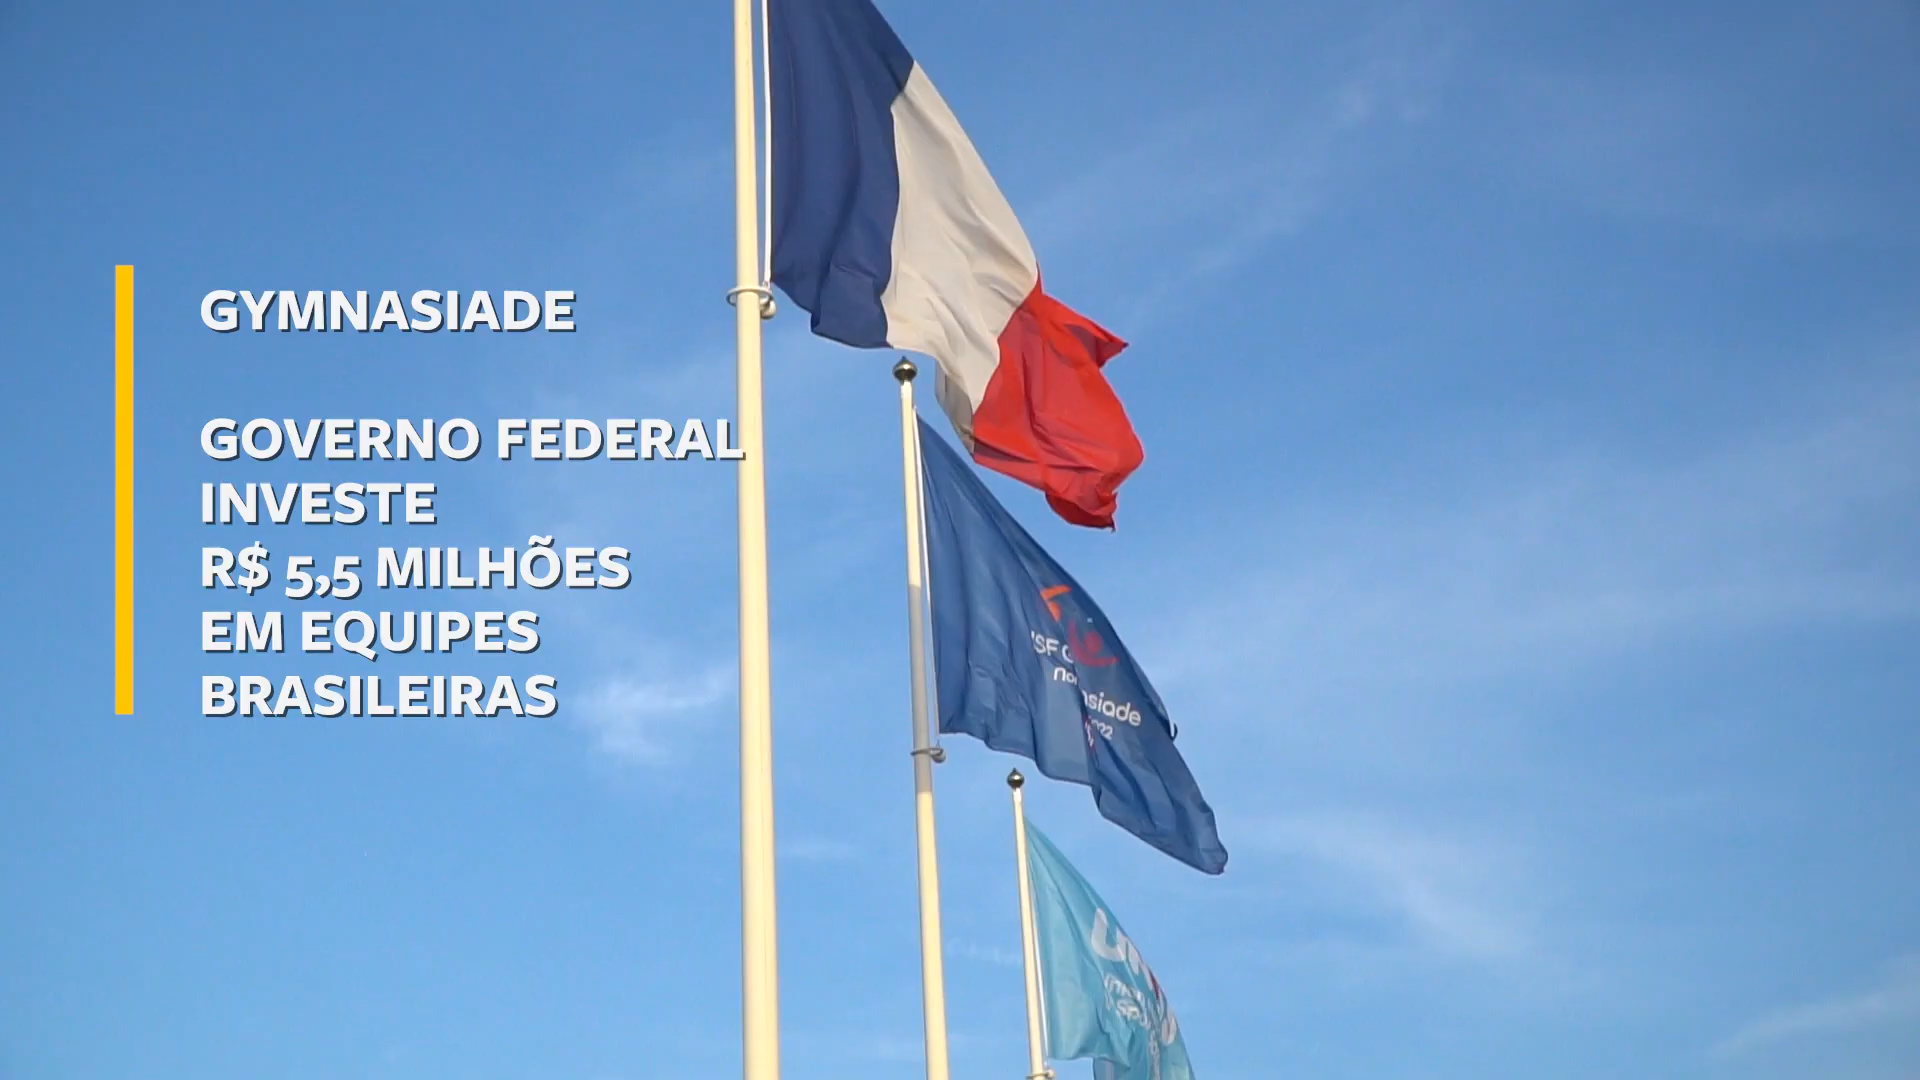 GYMNASIADE
GOVERNO FEDERAL
INVESTE
R$ 5,5 MILHÕES
EM EQUIPES
BRASILEIRAS